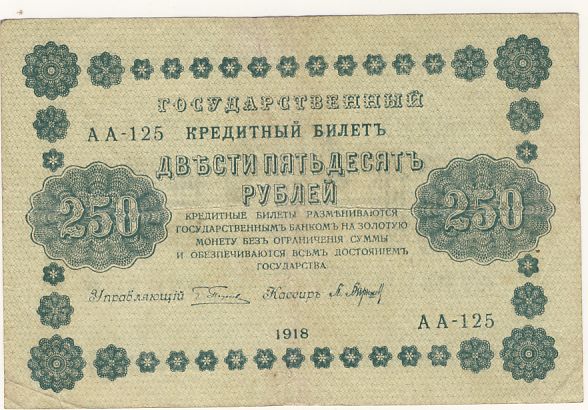 ГОСУДАРСТВЕННЫЙ
АА-125 КРЕДИТНЫЙ БИЛЕТЪ
ДВѢСТИ ПЯТЬДЕСЯТЪ
РУБЛЕЙ
250
250
КРЕДИТНЫЕ БИЛЕТЫ РАЗМѢНИВАЮТСЯ
ГОСУДАРСТВЕННЫМЪ БАНКОМЪ НА ЗОЛОТУЮ
МОНЕТУ БЕЗЪ ОГРАНИЧЕНІЯ СУММЫ
И ОБЕЗПЕЧИВАЮТСЯ ВСѢМЪ ДОСТОЯНІЕМЪ
ГОСУДАРСТВА
Управляющій Кассиръ
АА-125
1918